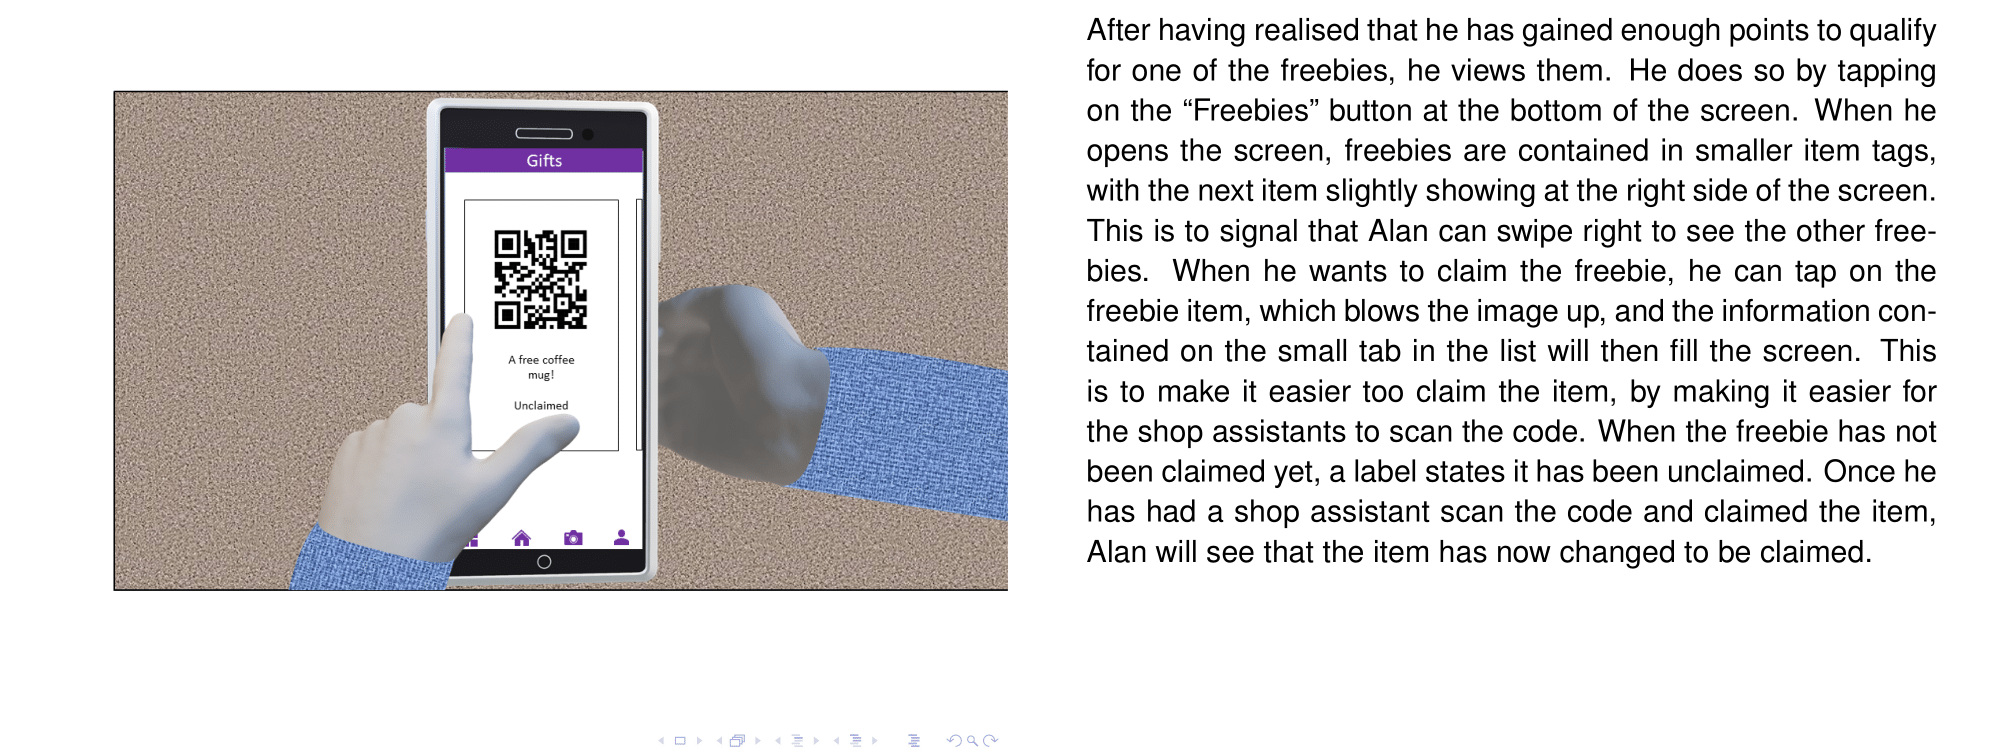 Gifts
A free coffee
mug!
Unclaimed
After having realised that he has gained enough points to qualify
for one of the freebies, he views them. He does so by tapping
on the “Freebies” button at the bottom of the screen. When he
opens the screen, freebies are contained in smaller item tags,
with the next item slightly showing at the right side of the screen.
This is to signal that Alan can swipe right to see the other free-
bies. When he wants to claim the freebie, he can tap on the
freebie item, which blows the image up, and the information con-
tained on the small tab in the list will then fill the screen. This
is to make it easier too claim the item, by making it easier for
the shop assistants to scan the code. When the freebie has not
been claimed yet, a label states it has been unclaimed. Once he
has had a shop assistant scan the code and claimed the item,
Alan will see that the item has now changed to be claimed.